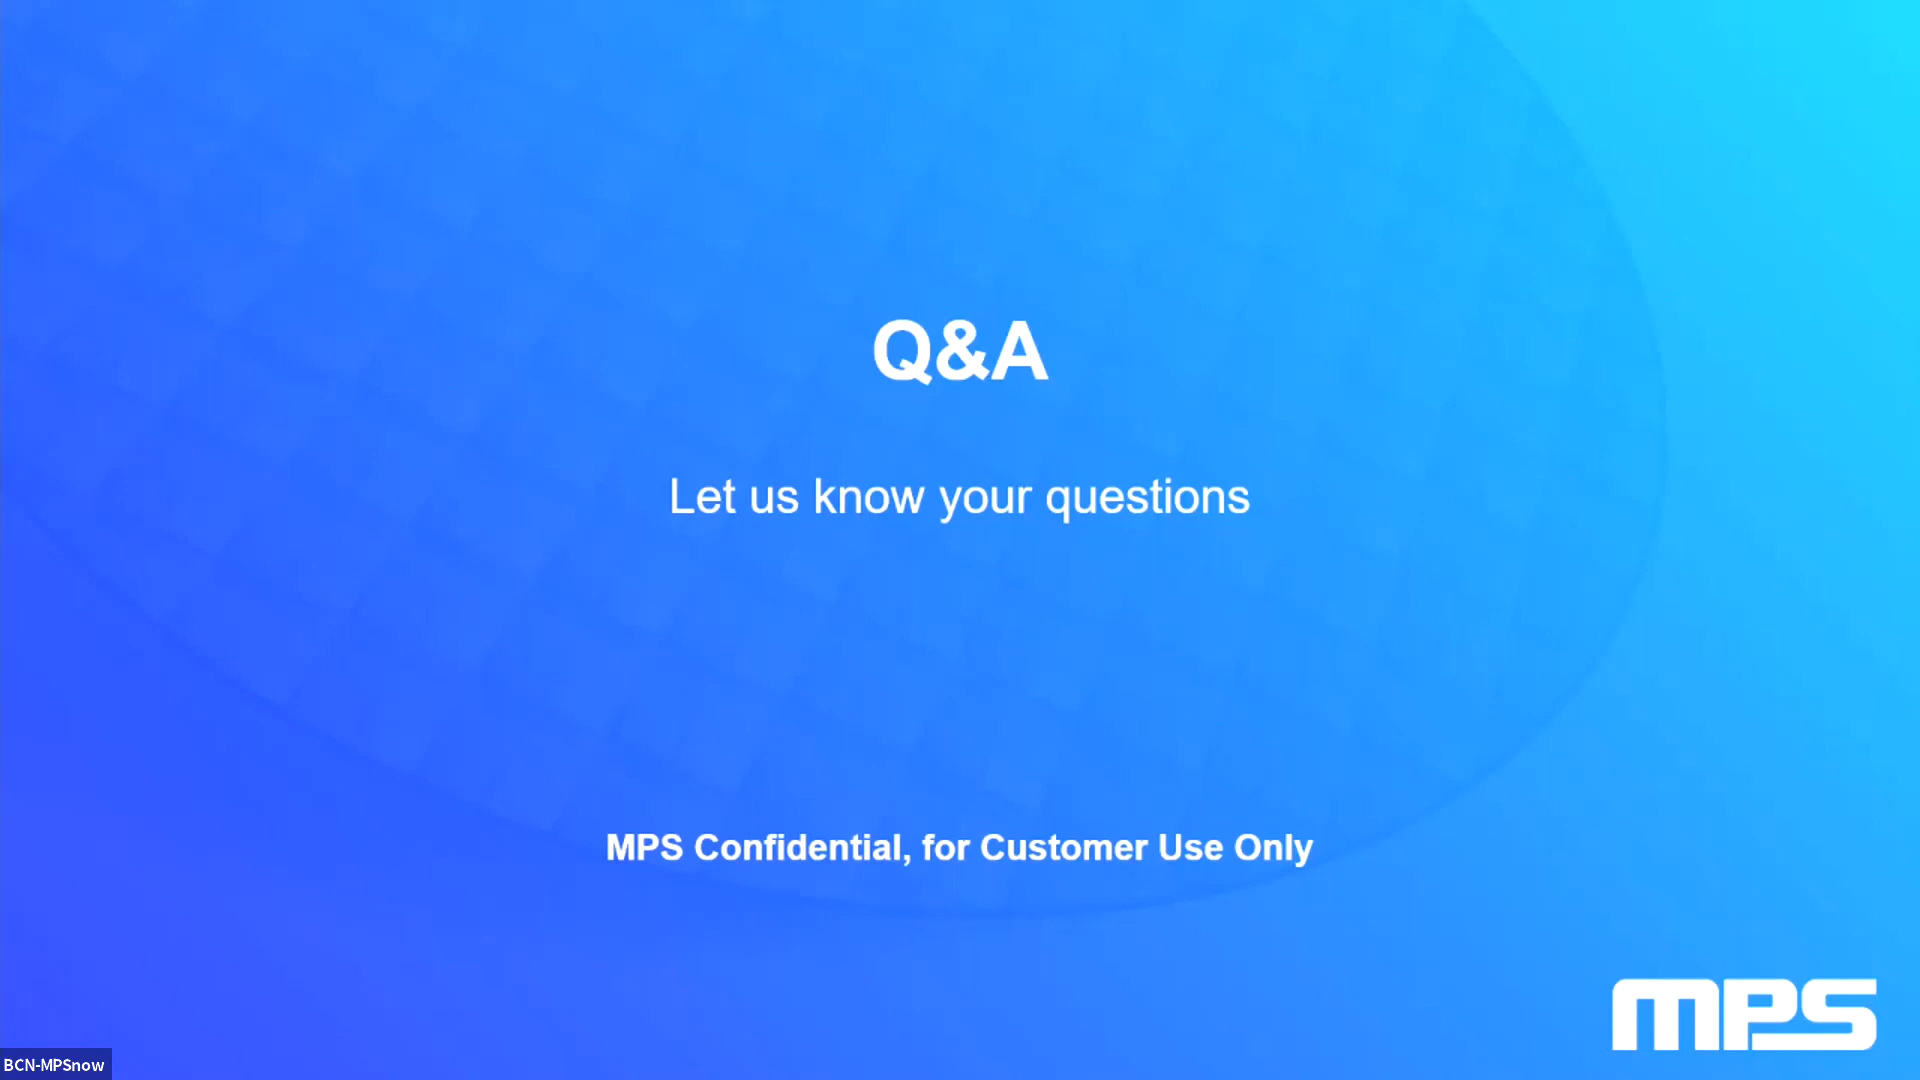 Q&A
Let us know your questions
MPS Confidential, for Customer Use Only
MPS
BCN-MPSnow